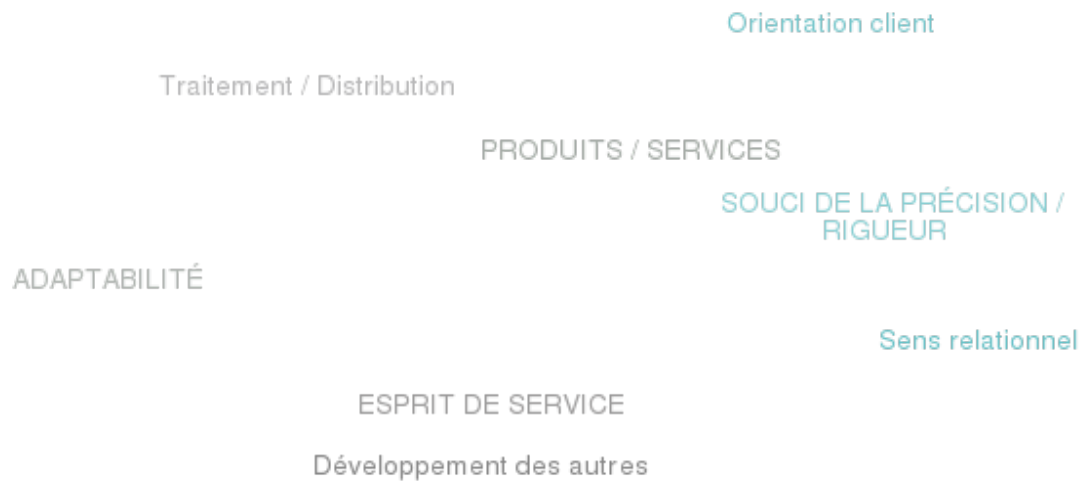 Orientation client
Traitement / Distribution
PRODUITS / SERVICES
SOUCI DE LA PRÉCISION /
RIGUEUR
ADAPTABILITÉ
Sens relationnel
ESPRIT DE SERVICE
Développement des autres